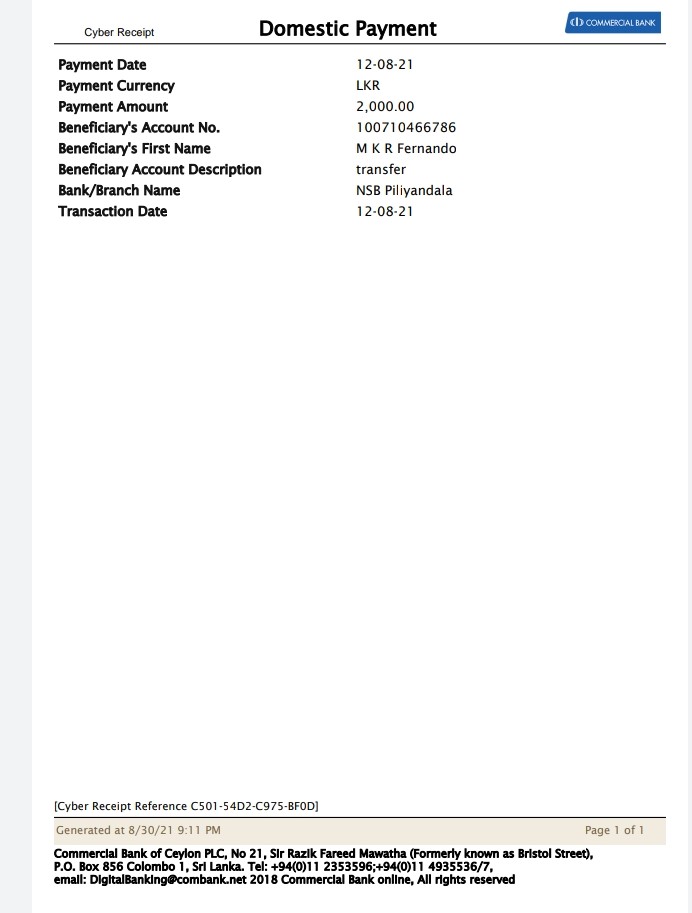 Cyber Receipt
Domestic Payment
COMMERCIAL BANK
Payment Date 12-08-21
Payment Currency LKR
Payment Amount 2,000.00
Beneficiary's Account No. 100710466786
Beneficiary's First Name M K R Fernando
Beneficiary Account Description transfer
Bank/Branch Name NSB Piliyandala
Transaction Date 12-08-21
[Cyber Receipt Reference C501-54D2-C975-BF0D]
Generated at 8/30/21 9:11 PM Page 1 of 1
Commercial Bank of Ceylon PLC, No 21, Sir Razik Fareed Mawatha (Formerly known as Bristol Street),
P.O. Box 856 Colombo 1, Sri Lanka. Tel: +94(0)11 2353596;+94(0)11 4935536/7,
email: DigitalBanking@combank.net 2018 Commercial Bank online, All rights reserved